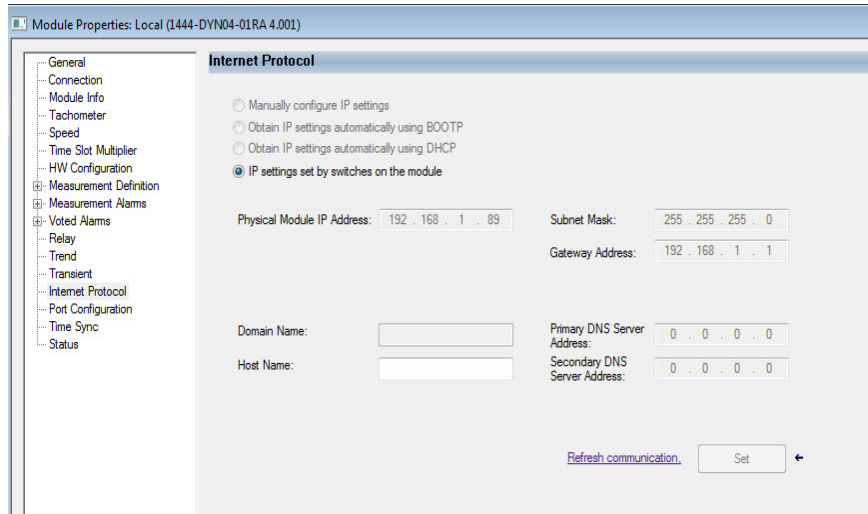 Module Properties: Local (1444-DYN04-01RA 4.001)
General
Connection
Module Info
Tachometer
Speed
Time Slot Multiplier
HW Configuration
Measurement Definition
Measurement Alarms
Voted Alarms
Relay
Trend
Transient
Internet Protocol
Port Configuration
Time Sync
Status
Internet Protocol
Manually configure IP settings
Obtain IP settings automatically using BOOTP
Obtain IP settings automatically using DHCP
IP settings set by switches on the module
Physical Module IP Address: 192 . 168 . 1 . 89
Subnet Mask: 255 . 255 . 255 . 0
Gateway Address: 192 . 168 . 1 . 1
Domain Name:
Host Name:
Primary DNS Server
Address: 0 . 0 . 0 . 0
Secondary DNS
Server Address: 0 . 0 . 0 . 0
Refresh communication. Set